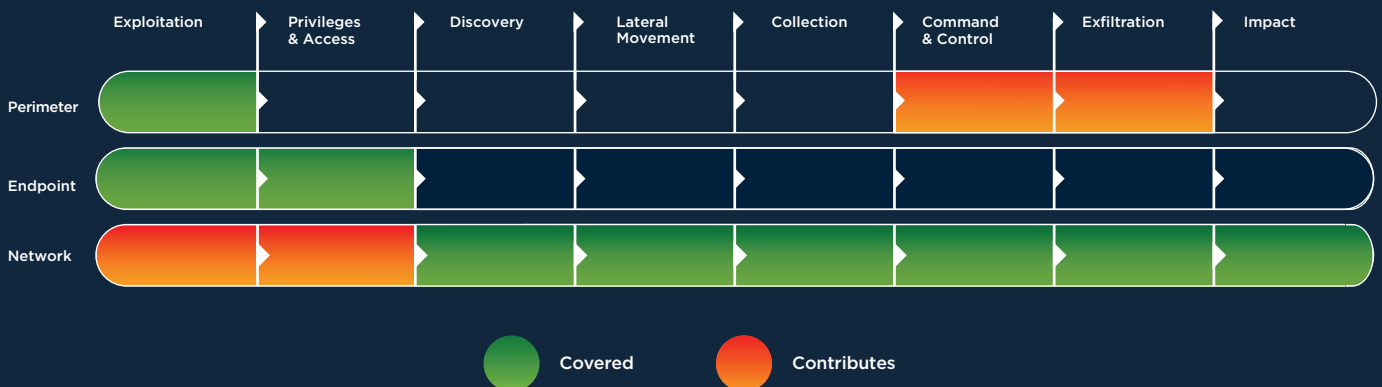 Exploitation
Privileges
& Access
Discovery
Lateral
Movement
Collection
Command
& Control
Exfiltration
Impact
Perimeter
Endpoint
Network
Covered
Contributes